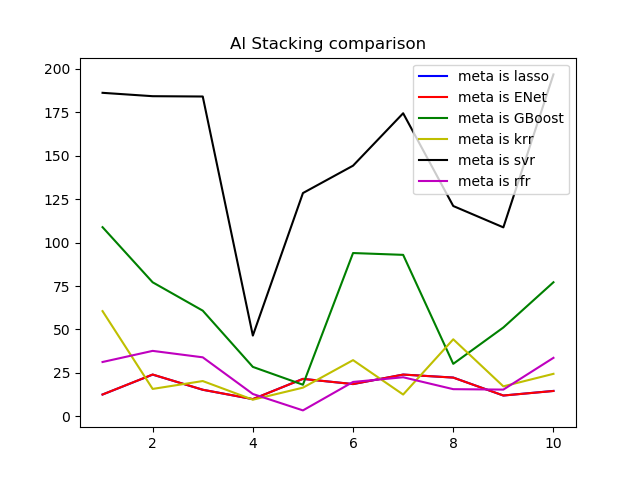 Al Stacking comparison
200
175
150
125
100
75
50
25
0
meta is lasso
meta is ENet
meta is GBoost
meta is krr
meta is svr
meta is rfr
2
4
6
8
10